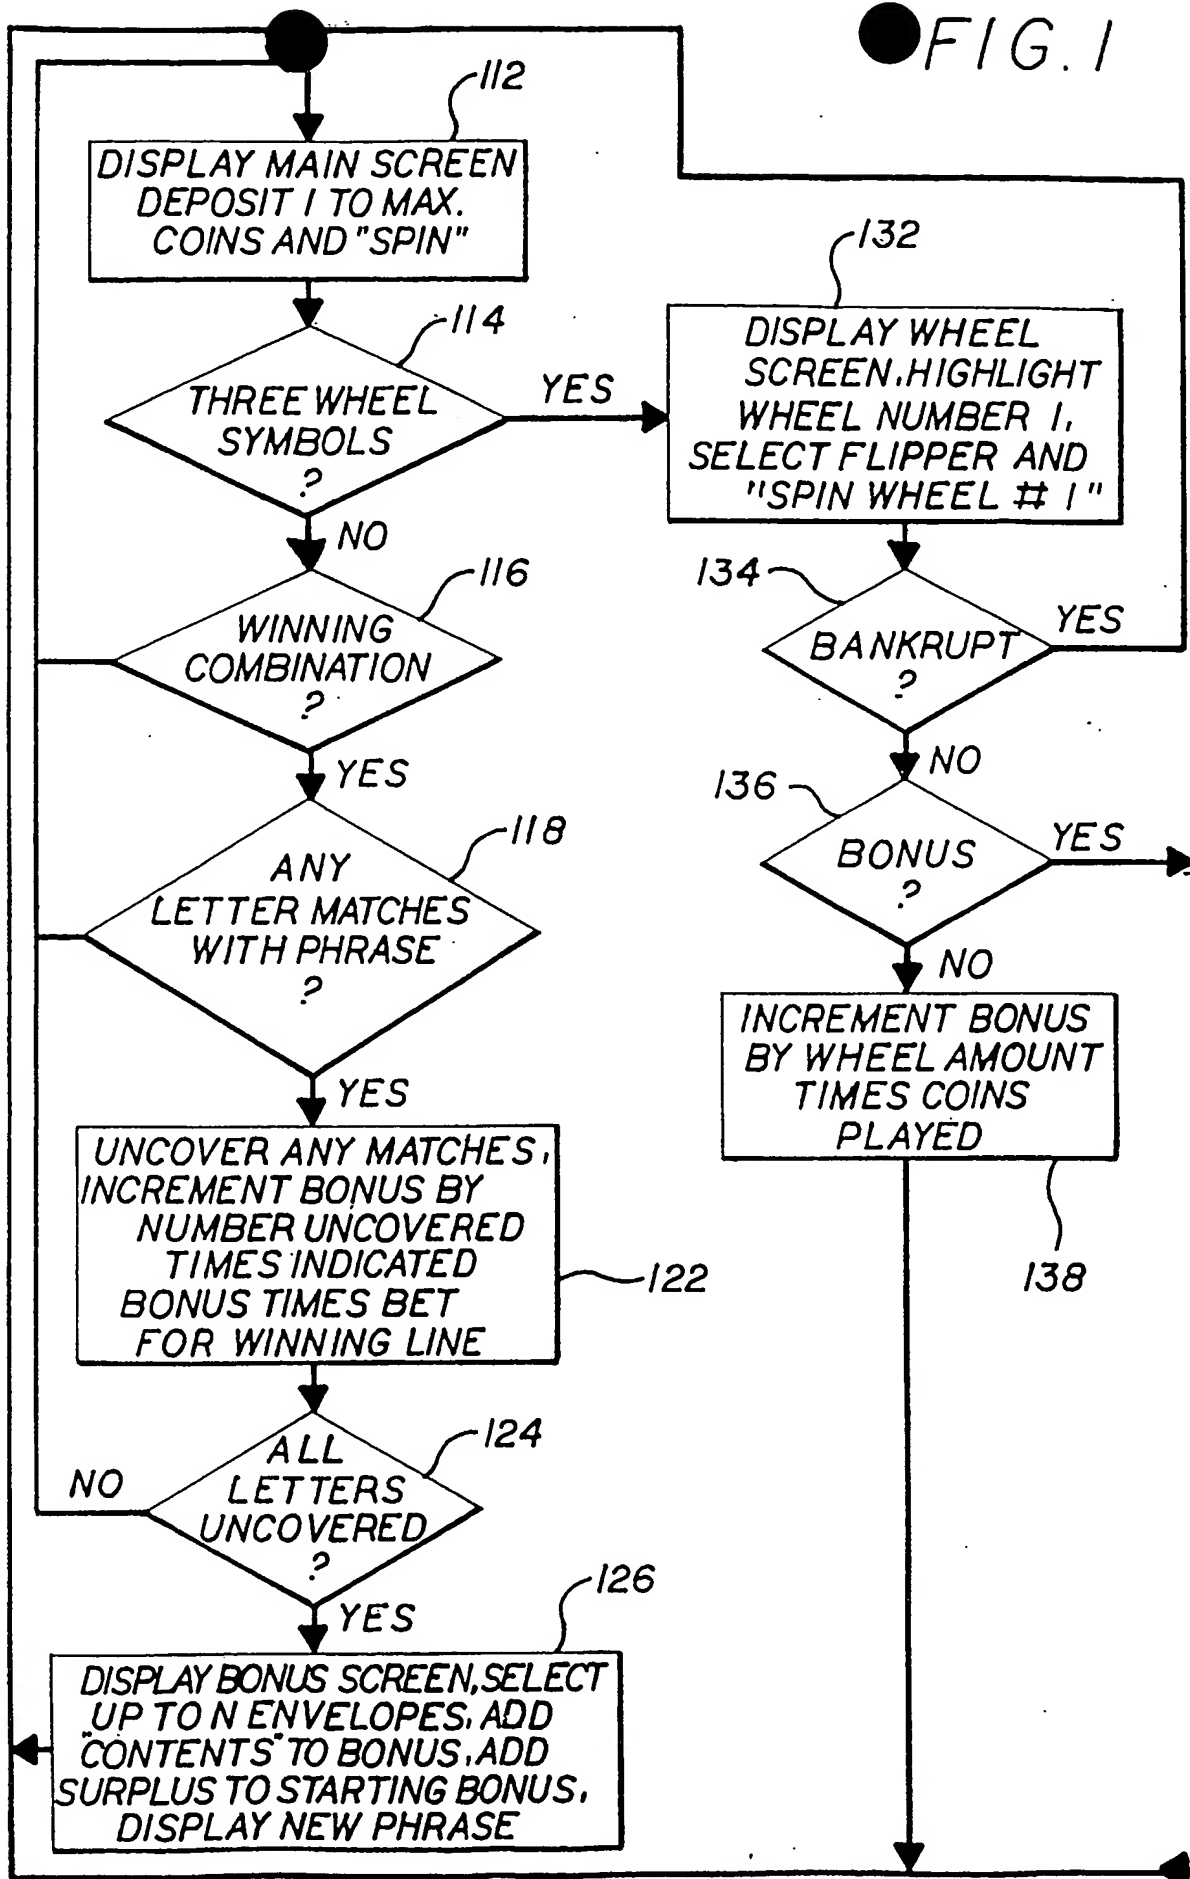 FIG. 1
112
DISPLAY MAIN SCREEN
DEPOSIT 1 TO MAX.
COINS AND "SPIN"
114
THREE WHEEL
SYMBOLS
?
YES
NO
116
WINNING
COMBINATION
?
YES
118
ANY
LETTER MATCHES
WITH PHRASE
?
YES
UNCOVER ANY MATCHES,
INCREMENT BONUS BY
NUMBER UNCOVERED
TIMES INDICATED
BONUS TIMES BET
FOR WINNING LINE
122
124
ALL
LETTERS
UNCOVERED
?
NO
YES
126
DISPLAY BONUS SCREEN, SELECT
UP TO N ENVELOPES, ADD
"CONTENTS" TO BONUS, ADD
SURPLUS TO STARTING BONUS,
DISPLAY NEW PHRASE
132
DISPLAY WHEEL
SCREEN, HIGHLIGHT
WHEEL NUMBER 1,
SELECT FLIPPER AND
"SPIN WHEEL # 1"
134
BANKRUPT
?
YES
NO
136
BONUS
?
YES
NO
INCREMENT BONUS
BY WHEEL AMOUNT
TIMES COINS
PLAYED
138